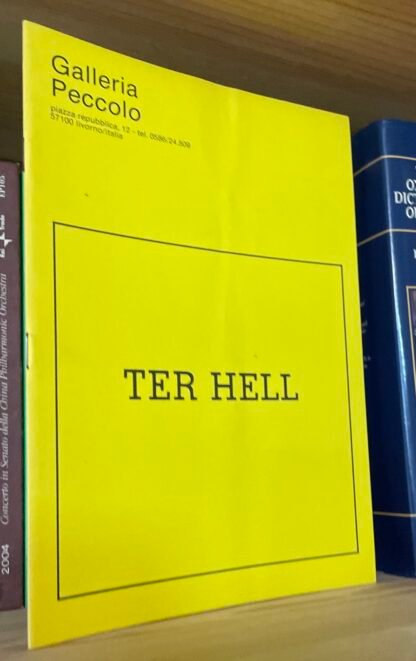 Galleria
Peccolo
piazza repubblica, 12 - tel. 0586/24.509
57100 livorno/italia
TER HELL
2004 Concerto in Senato della China Philharmonic Orchestra